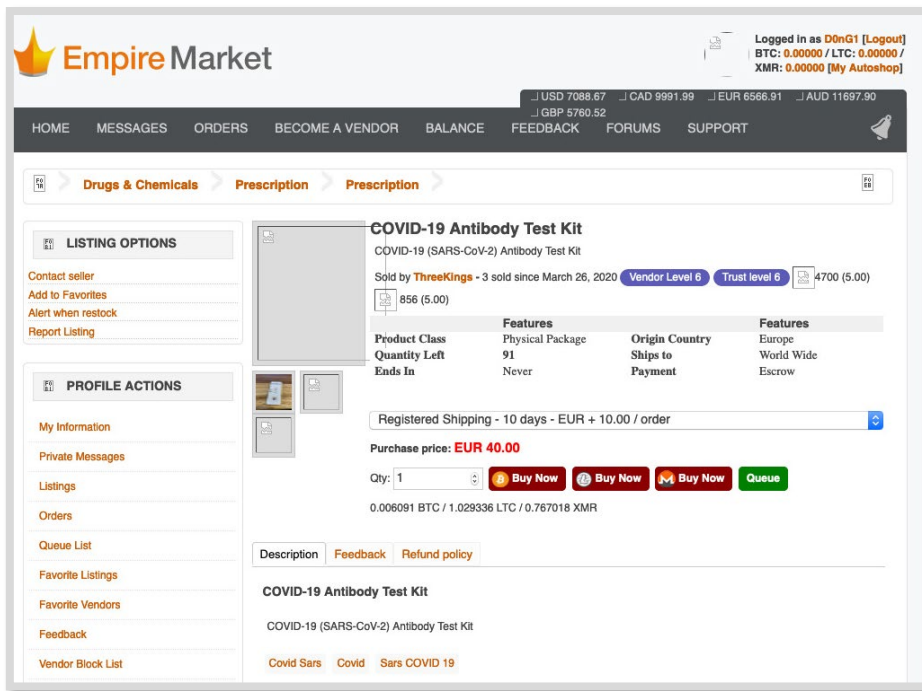 Empire Market
Logged in as D0nG1 [Logout]
BTC: 0.00000 / LTC: 0.00000 /
XMR: 0.00000 [My Autoshop]
USD 7088.67 CAD 9991.99 EUR 6566.91 AUD 11697.90
GBP 5760.52
HOME MESSAGES ORDERS BECOME A VENDOR BALANCE FEEDBACK FORUMS SUPPORT
Drugs & Chemicals Prescription Prescription
LISTING OPTIONS
Contact seller
Add to Favorites
Alert when restock
Report Listing
PROFILE ACTIONS
My Information
Private Messages
Listings
Orders
Queue List
Favorite Listings
Favorite Vendors
Feedback
Vendor Block List
COVID-19 Antibody Test Kit
COVID-19 (SARS-CoV-2) Antibody Test Kit
Sold by ThreeKings - 3 sold since March 26, 2020 Vendor Level 6 Trust level 6 4700 (5.00)
856 (5.00)
Features Features
Product Class Physical Package Origin Country Europe
Quantity Left 91 Ships to World Wide
Ends In Never Payment Escrow
Registered Shipping - 10 days - EUR + 10.00 / order
Purchase price: EUR 40.00
Qty: 1 Buy Now Buy Now Buy Now Queue
0.006091 BTC / 1.029336 LTC / 0.767018 XMR
Description Feedback Refund policy
COVID-19 Antibody Test Kit
COVID-19 (SARS-CoV-2) Antibody Test Kit
Covid Sars Covid Sars COVID 19